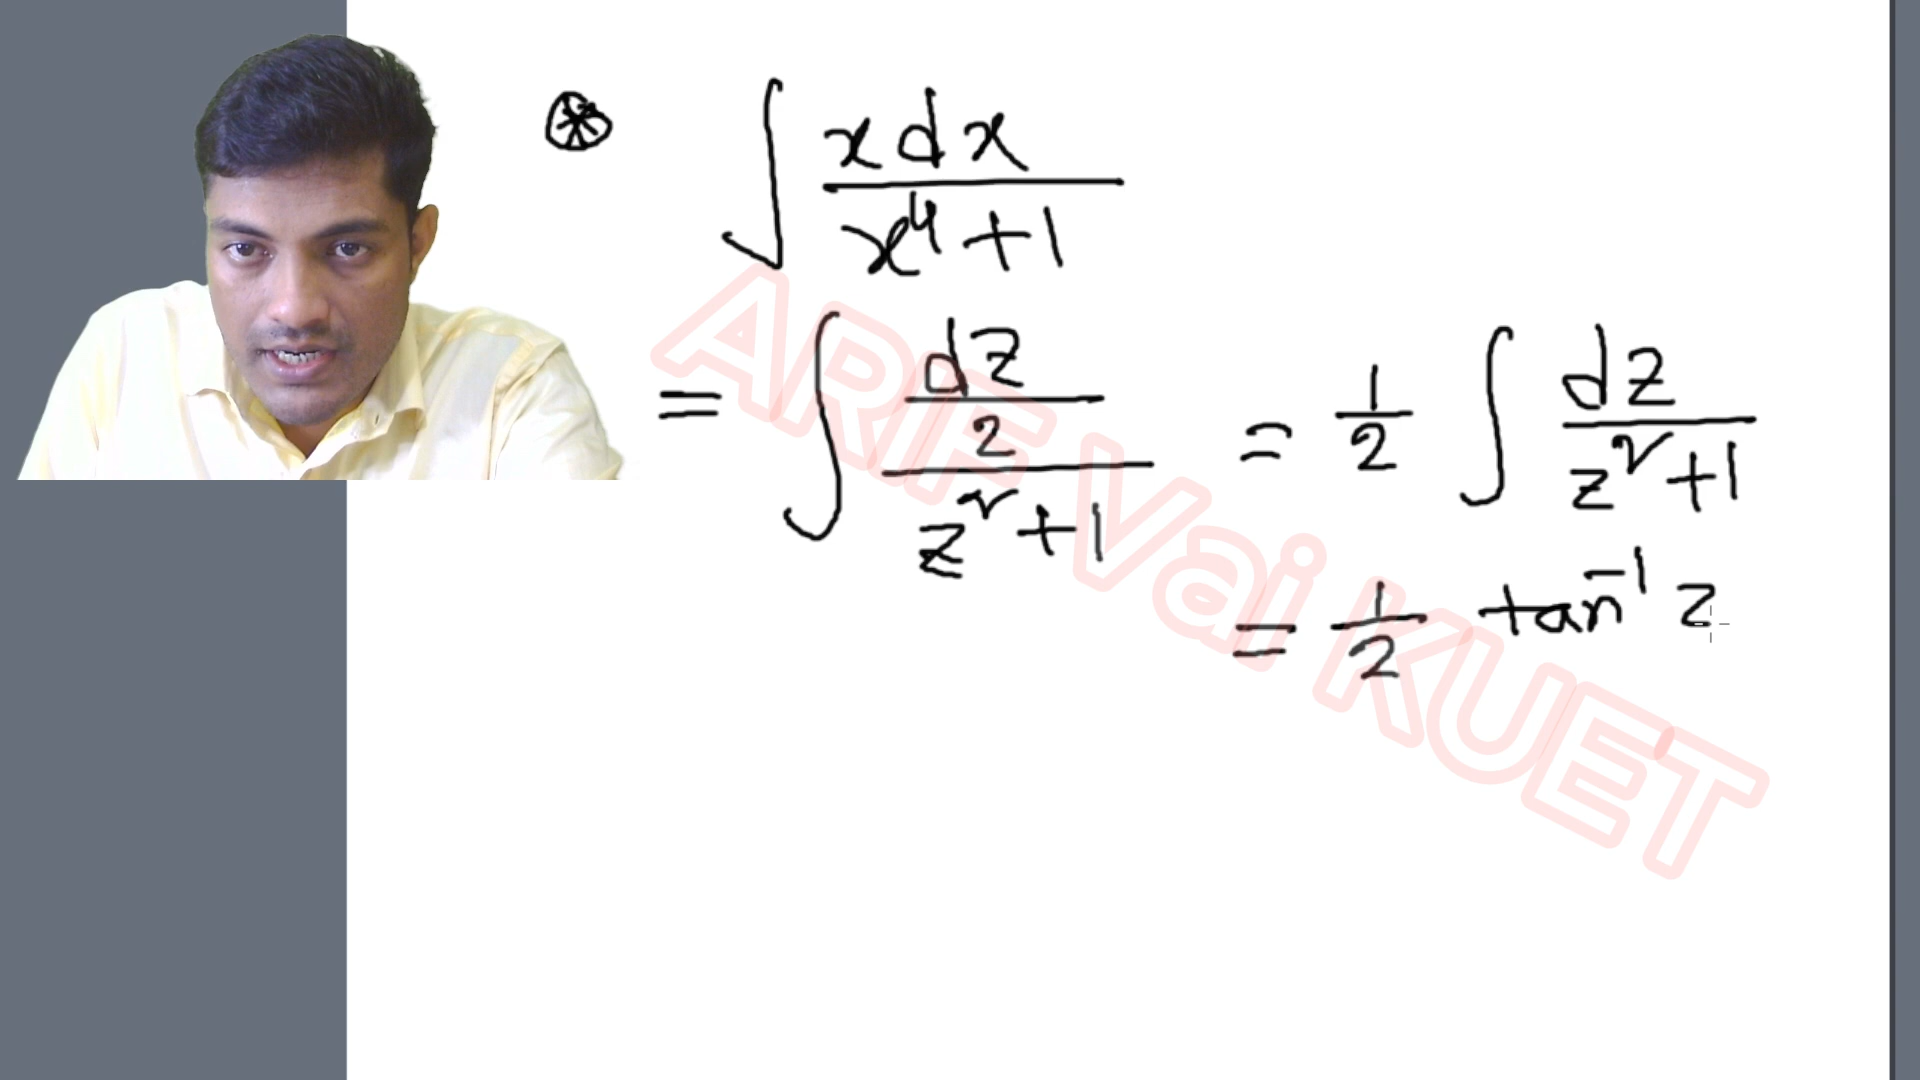 ⊛ ∫ x dx / (x⁴ + 1)
= ∫ (dz / 2) / (z² + 1) = 1/2 ∫ dz / (z² + 1)
= 1/2 tan⁻¹ z
ARIF Vai KUET